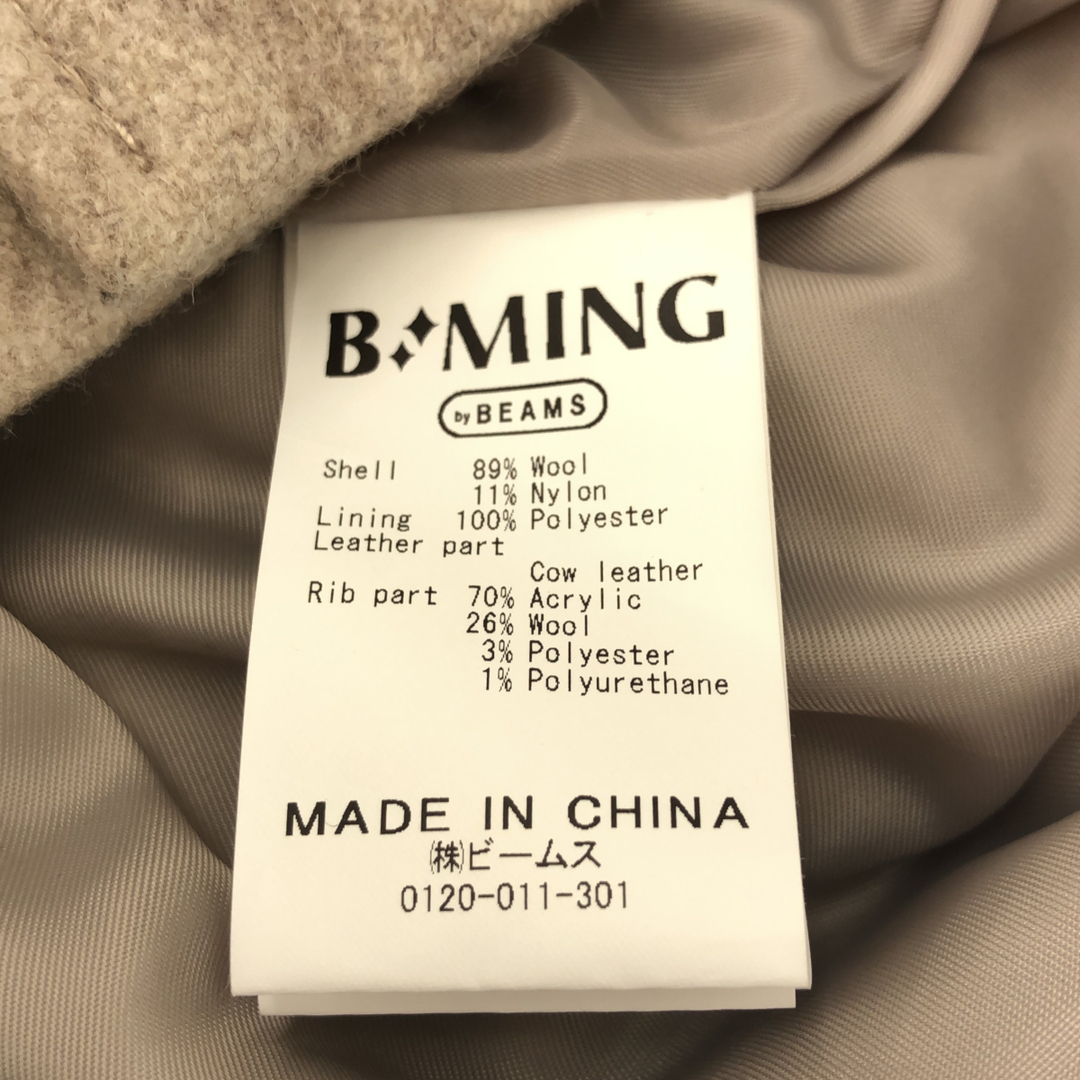 B MING
by BEAMS
Shell 89% Wool
11% Nylon
Lining 100% Polyester
Leather part
Cow leather
Rib part 70% Acrylic
26% Wool
3% Polyester
1% Polyurethane
MADE IN CHINA
㈱ビームス
0120-011-301